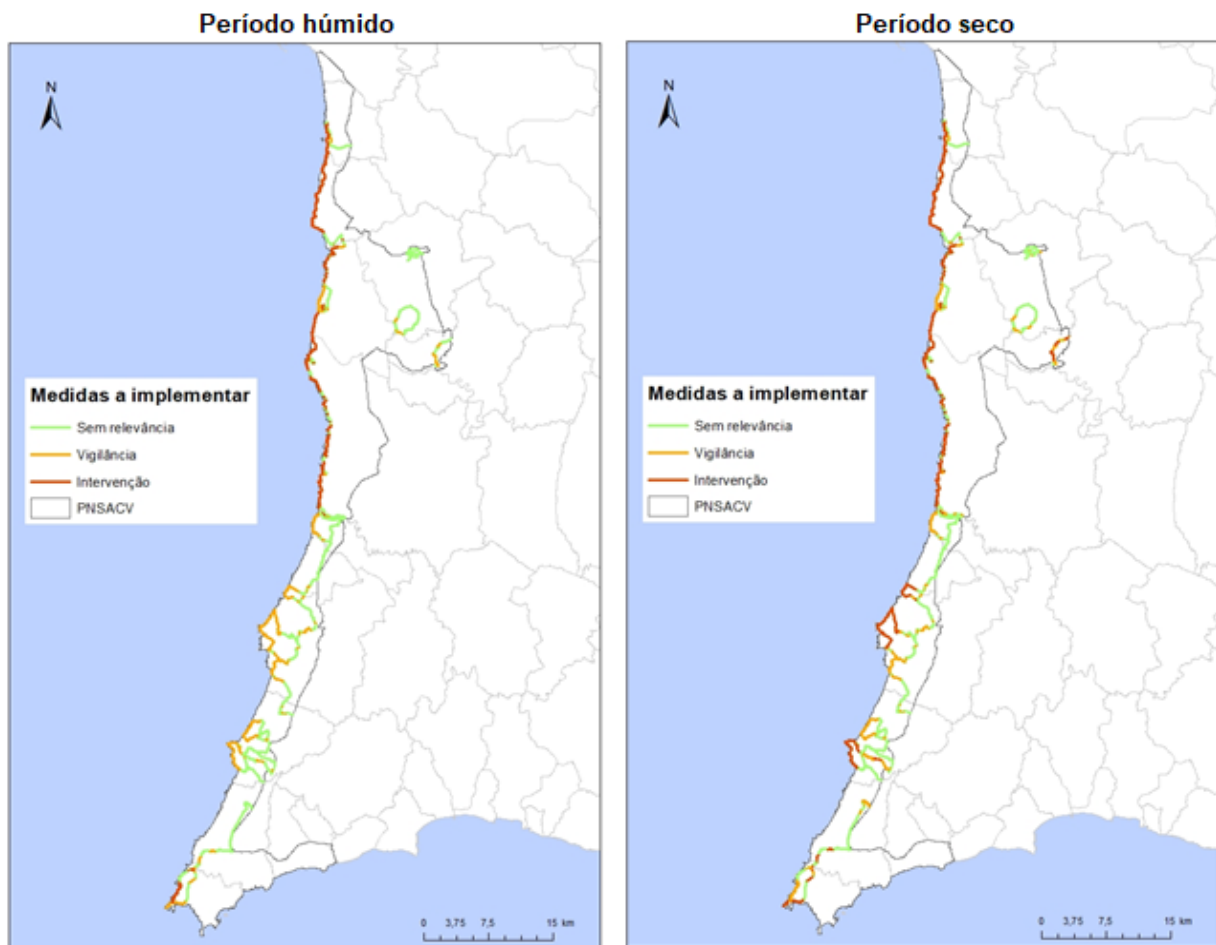 Período húmido
N
Medidas a implementar
Sem relevância
Vigilância
Intervenção
PNSACV
0 3,75 7,5 15 km
Período seco
N
Medidas a implementar
Sem relevância
Vigilância
Intervenção
PNSACV
0 3,75 7,5 15 km